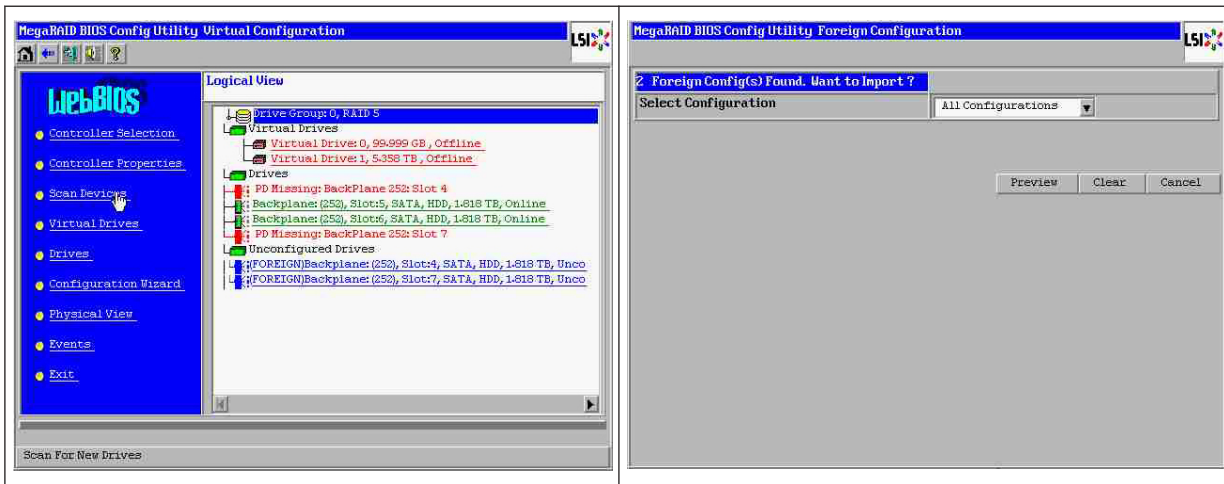 MegaRAID BIOS Config Utility Virtual Configuration
LSI
WebBIOS
Controller Selection
Controller Properties
Scan Devices
Virtual Drives
Drives
Configuration Wizard
Physical View
Events
Exit
Logical View
Drive Group: 0, RAID 5
Virtual Drives
Virtual Drive: 0, 99.999 GB, Offline
Virtual Drive: 1, 5.358 TB, Offline
Drives
PD Missing: BackPlane 252: Slot 4
Backplane: (252), Slot:5, SATA, HDD, 1.818 TB, Online
Backplane: (252), Slot:6, SATA, HDD, 1.818 TB, Online
PD Missing: BackPlane 252: Slot 7
Unconfigured Drives
(FOREIGN)Backplane: (252), Slot:4, SATA, HDD, 1.818 TB, Unco
(FOREIGN)Backplane: (252), Slot:7, SATA, HDD, 1.818 TB, Unco
Scan For New Drives
MegaRAID BIOS Config Utility Foreign Configuration
LSI
2 Foreign Config(s) Found. Want to Import ?
Select Configuration All Configurations
Preview Clear Cancel